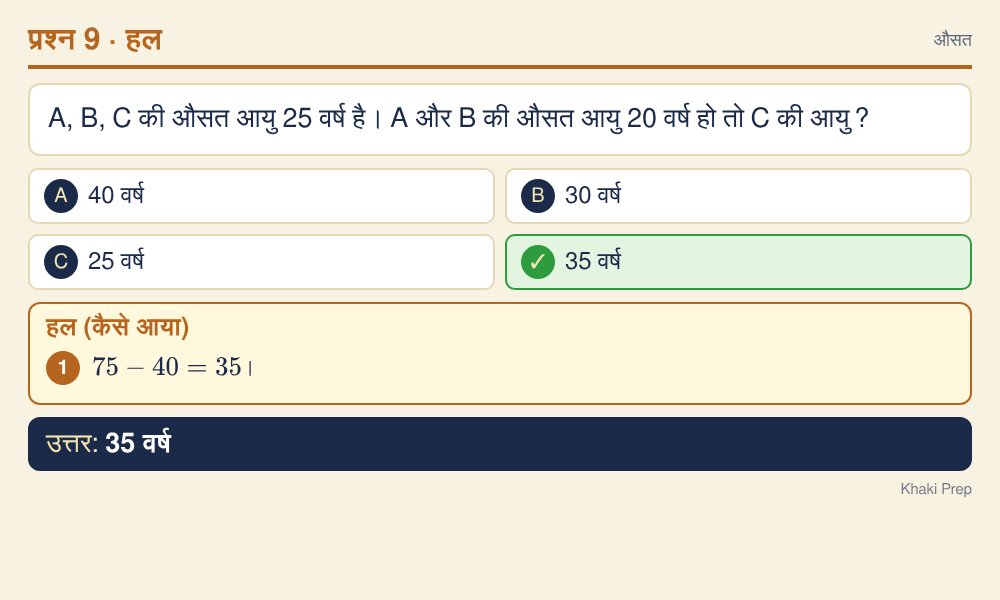 प्रश्न 9 · हल
औसत
A, B, C की औसत आयु 25 वर्ष है। A और B की औसत आयु 20 वर्ष हो तो C की आयु ?
A 40 वर्ष
B 30 वर्ष
C 25 वर्ष
✓ 35 वर्ष
हल (कैसे आया)
1 75 − 40 = 35।
उत्तर: 35 वर्ष
Khaki Prep